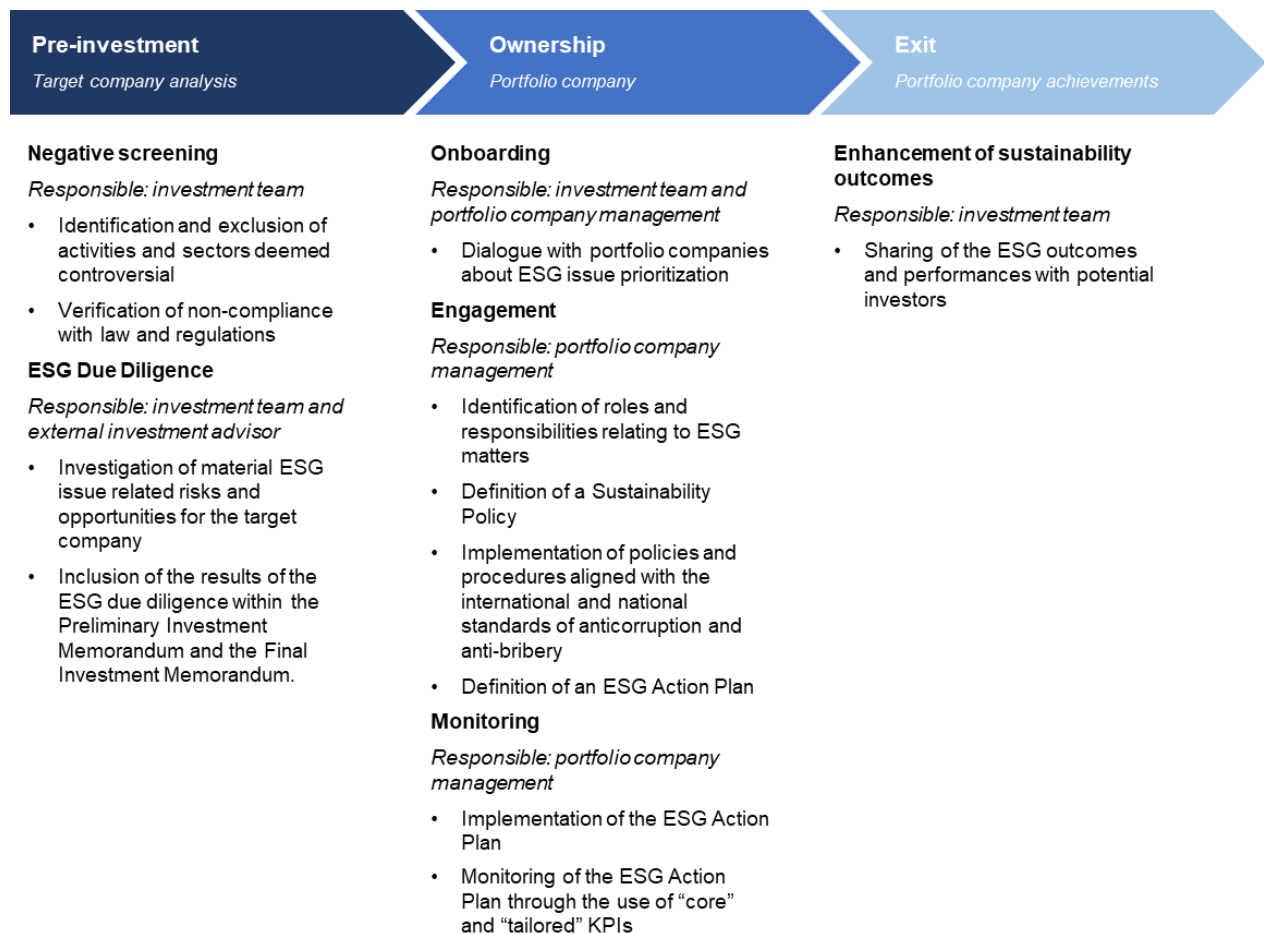 Pre-investment
Target company analysis
Ownership
Portfolio company
Exit
Portfolio company achievements
Negative screening
Responsible: investment team
• Identification and exclusion of
activities and sectors deemed
controversial
• Verification of non-compliance
with law and regulations
ESG Due Diligence
Responsible: investment team and
external investment advisor
• Investigation of material ESG
issue related risks and
opportunities for the target
company
• Inclusion of the results of the
ESG due diligence within the
Preliminary Investment
Memorandum and the Final
Investment Memorandum.
Onboarding
Responsible: investment team and
portfolio company management
• Dialogue with portfolio companies
about ESG issue prioritization
Engagement
Responsible: portfolio company
management
• Identification of roles and
responsibilities relating to ESG
matters
• Definition of a Sustainability
Policy
• Implementation of policies and
procedures aligned with the
international and national
standards of anticorruption and
anti-bribery
• Definition of an ESG Action Plan
Monitoring
Responsible: portfolio company
management
• Implementation of the ESG Action
Plan
• Monitoring of the ESG Action
Plan through the use of “core”
and “tailored” KPIs
Enhancement of sustainability
outcomes
Responsible: investment team
• Sharing of the ESG outcomes
and performances with potential
investors